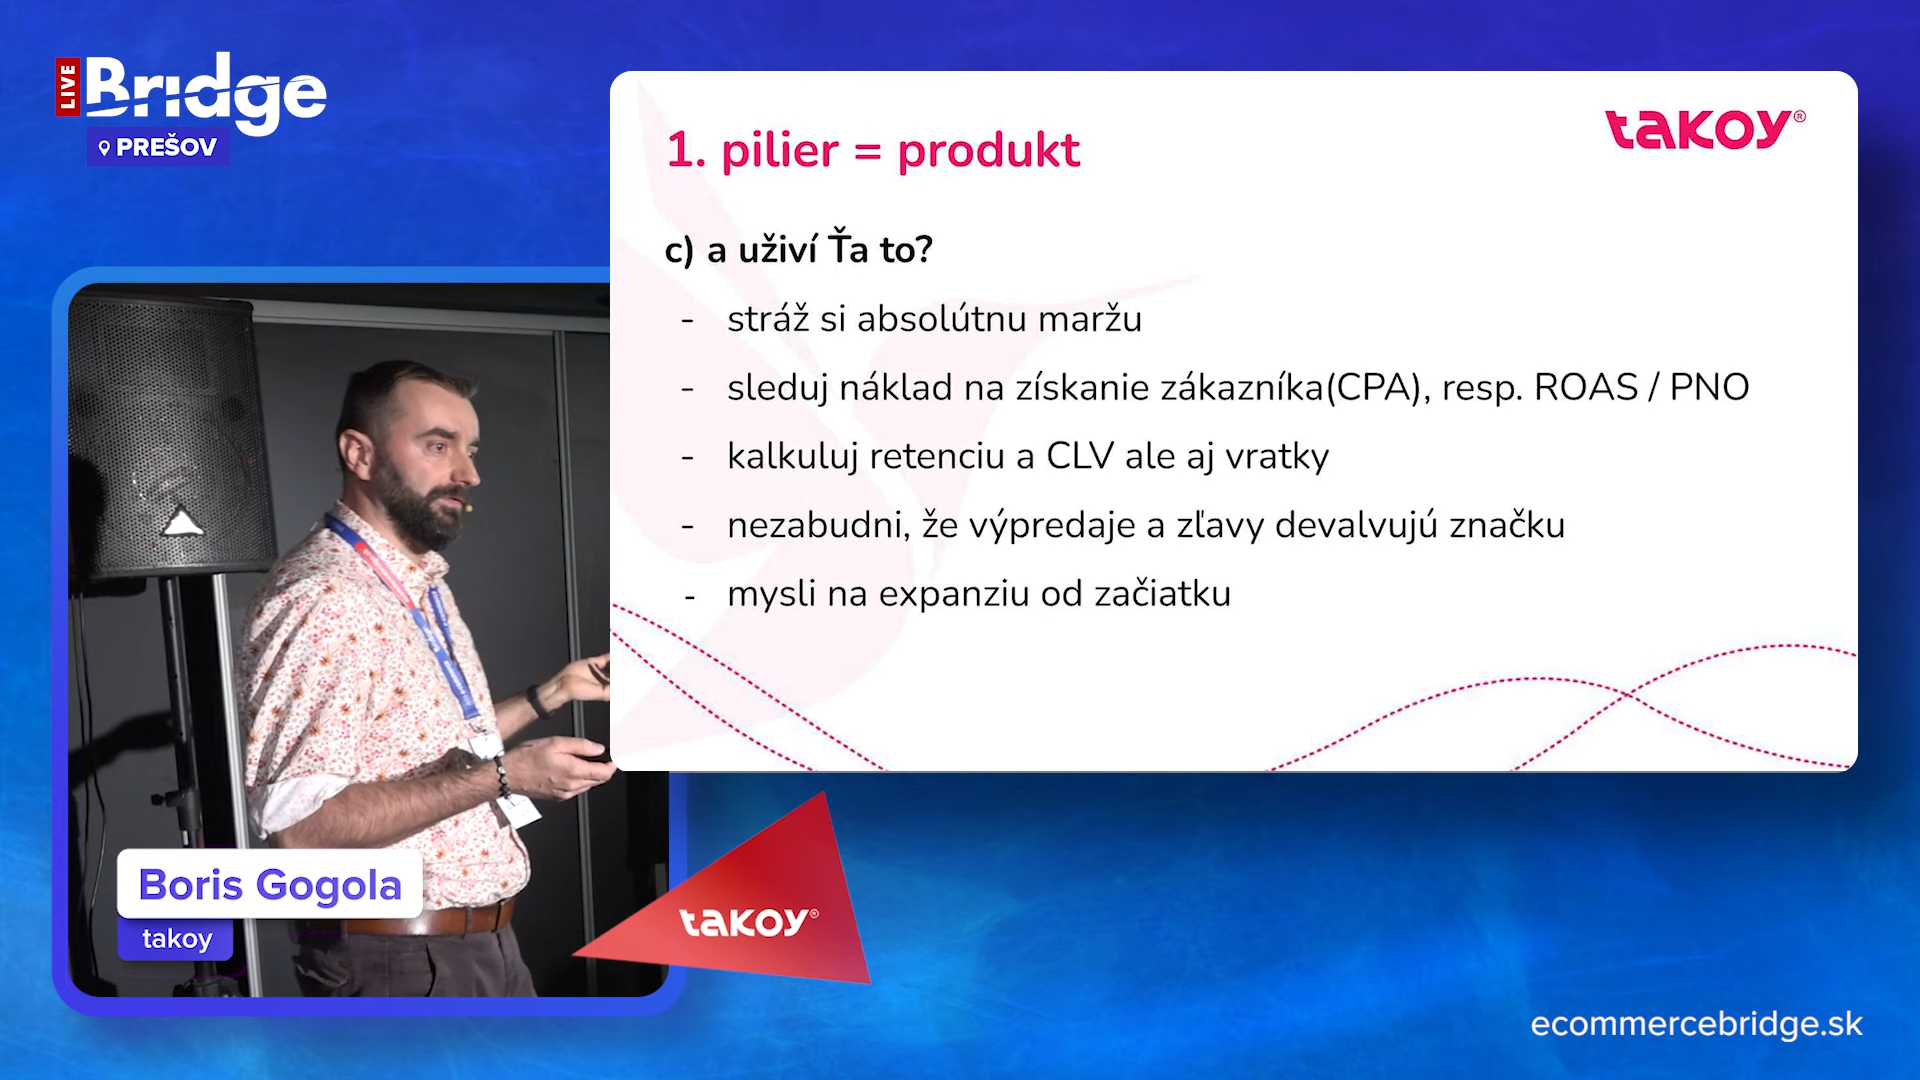 LIVE
Bridge
PREŠOV
takoy®
1. pilier = produkt
c) a uživí Ťa to?
- stráž si absolútnu maržu
- sleduj náklad na získanie zákazníka(CPA), resp. ROAS / PNO
- kalkuluj retenciu a CLV ale aj vratky
- nezabudni, že výpredaje a zľavy devalvujú značku
- mysli na expanziu od začiatku
Boris Gogola
takoy
takoy®
ecommercebridge.sk